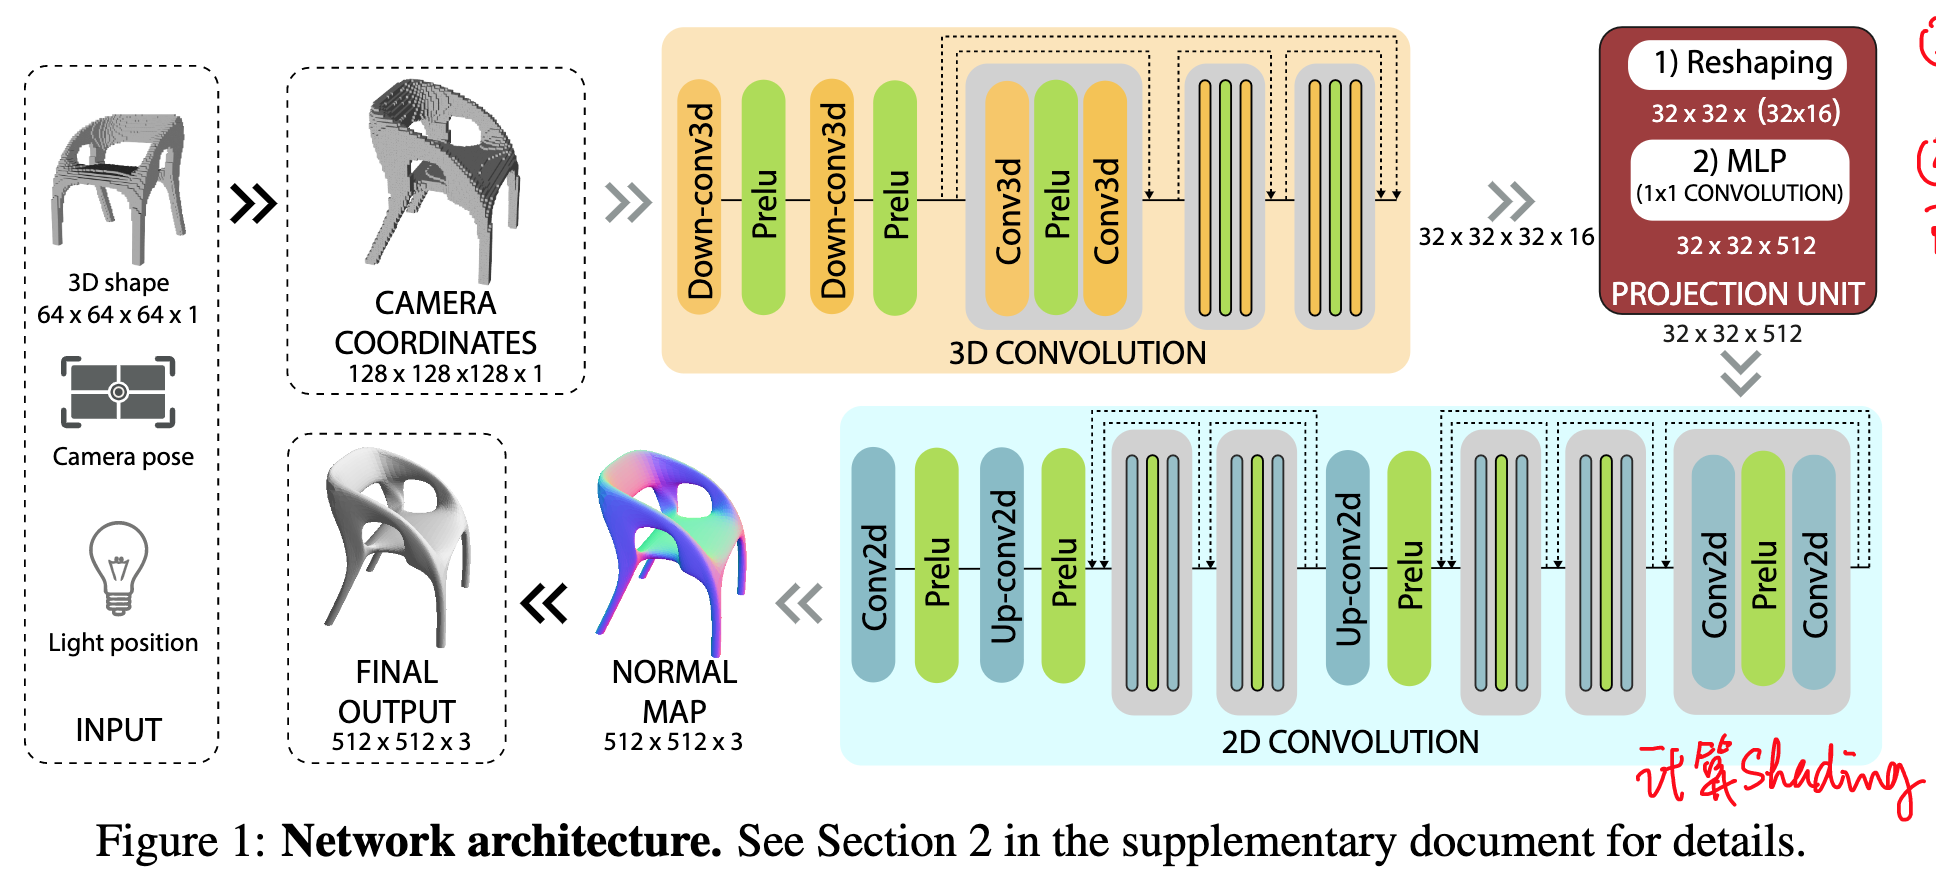 3D shape
64 x 64 x 64 x 1
Camera pose
Light position
INPUT
CAMERA
COORDINATES
128 x 128 x128 x 1
Down-conv3d
Prelu
Down-conv3d
Prelu
Conv3d
Prelu
Conv3d
3D CONVOLUTION
32 x 32 x 32 x 16
1) Reshaping
32 x 32 x (32x16)
2) MLP
(1x1 CONVOLUTION)
32 x 32 x 512
PROJECTION UNIT
32 x 32 x 512
Conv2d
Prelu
Up-conv2d
Prelu
Up-conv2d
Prelu
Conv2d
Prelu
Conv2d
2D CONVOLUTION
计算Shading
NORMAL
MAP
512 x 512 x 3
FINAL
OUTPUT
512 x 512 x 3
Figure 1: Network architecture. See Section 2 in the supplementary document for details.